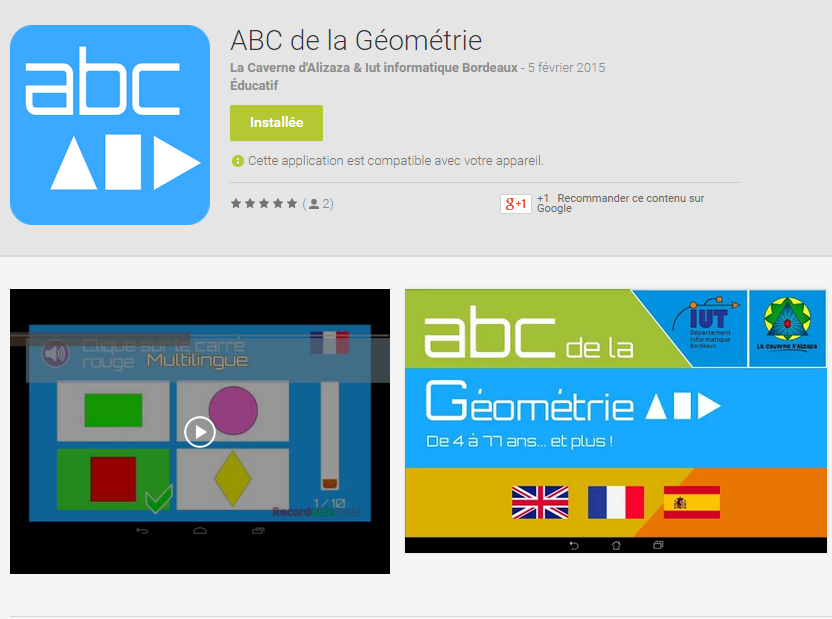 abc
ABC de la Géométrie
La Caverne d'Alizaza & Iut informatique Bordeaux - 5 février 2015
Éducatif
Installée
Cette application est compatible avec votre appareil.
( 2)
g+1 +1 Recommander ce contenu sur
Google
Clique sur le carré
rouge Multilingue
1/10
abc de la
IUT
Département
Informatique
Bordeaux
La Caverne d'Alizaza
Géométrie
De 4 à 77 ans... et plus !